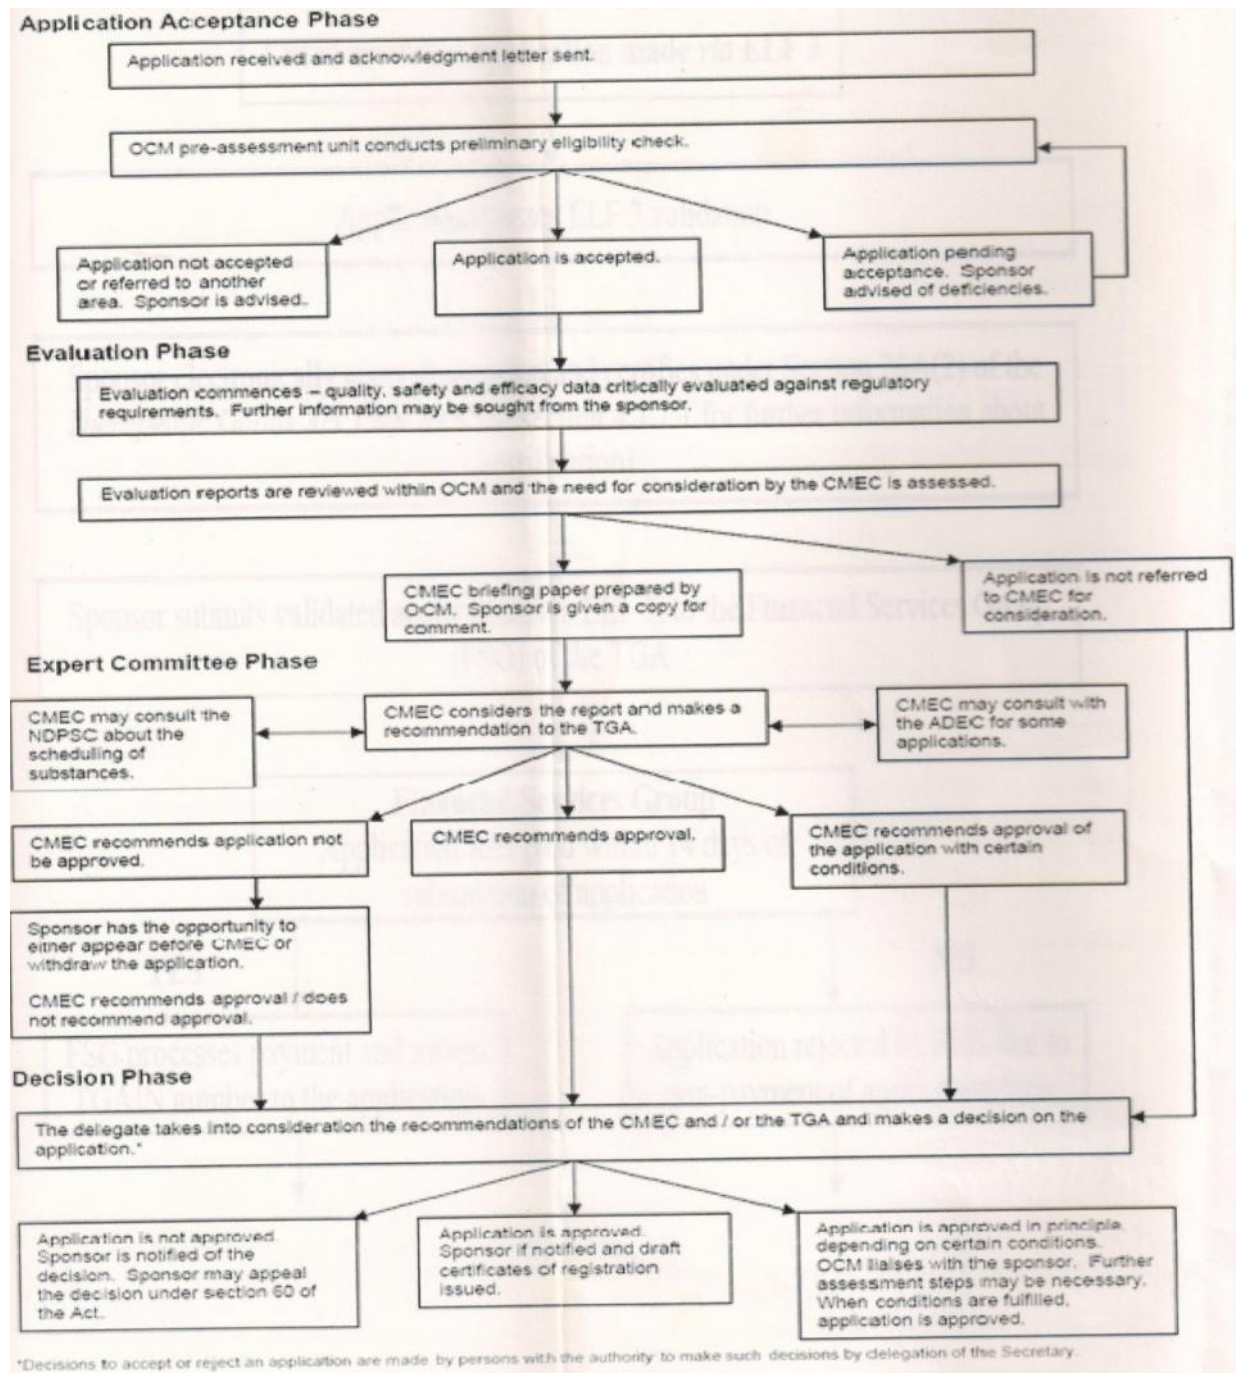 Application Acceptance Phase
Application received and acknowledgment letter sent.
OCM pre-assessment unit conducts preliminary eligibility check.
Application not accepted
or referred to another
area. Sponsor is advised.
Application is accepted.
Application pending
acceptance. Sponsor
advised of deficiencies.
Evaluation Phase
Evaluation commences – quality, safety and efficacy data critically evaluated against regulatory
requirements. Further information may be sought from the sponsor.
Evaluation reports are reviewed within OCM and the need for consideration by the CMEC is assessed.
CMEC briefing paper prepared by
OCM. Sponsor is given a copy for
comment.
Application is not referred
to CMEC for
consideration.
Expert Committee Phase
CMEC may consult the
NDPSC about the
scheduling of
substances.
CMEC considers the report and makes a
recommendation to the TGA.
CMEC may consult with
the ADEC for some
applications.
CMEC recommends application not
be approved.
CMEC recommends approval.
CMEC recommends approval of
the application with certain
conditions.
Sponsor has the opportunity to
either appear before CMEC or
withdraw the application.
CMEC recommends approval / does
not recommend approval.
Decision Phase
The delegate takes into consideration the recommendations of the CMEC and / or the TGA and makes a decision on the
application.*
Application is not approved
Sponsor is notified of the
decision. Sponsor may appeal
the decision under section 60 of
the Act.
Application is approved.
Sponsor if notified and draft
certificates of registration
issued.
Application is approved in principle
depending on certain conditions.
OCM liaises with the sponsor. Further
assessment steps may be necessary.
When conditions are fulfilled,
application is approved.
*Decisions to accept or reject an application are made by persons with the authority to make such decisions by delegation of the Secretary.